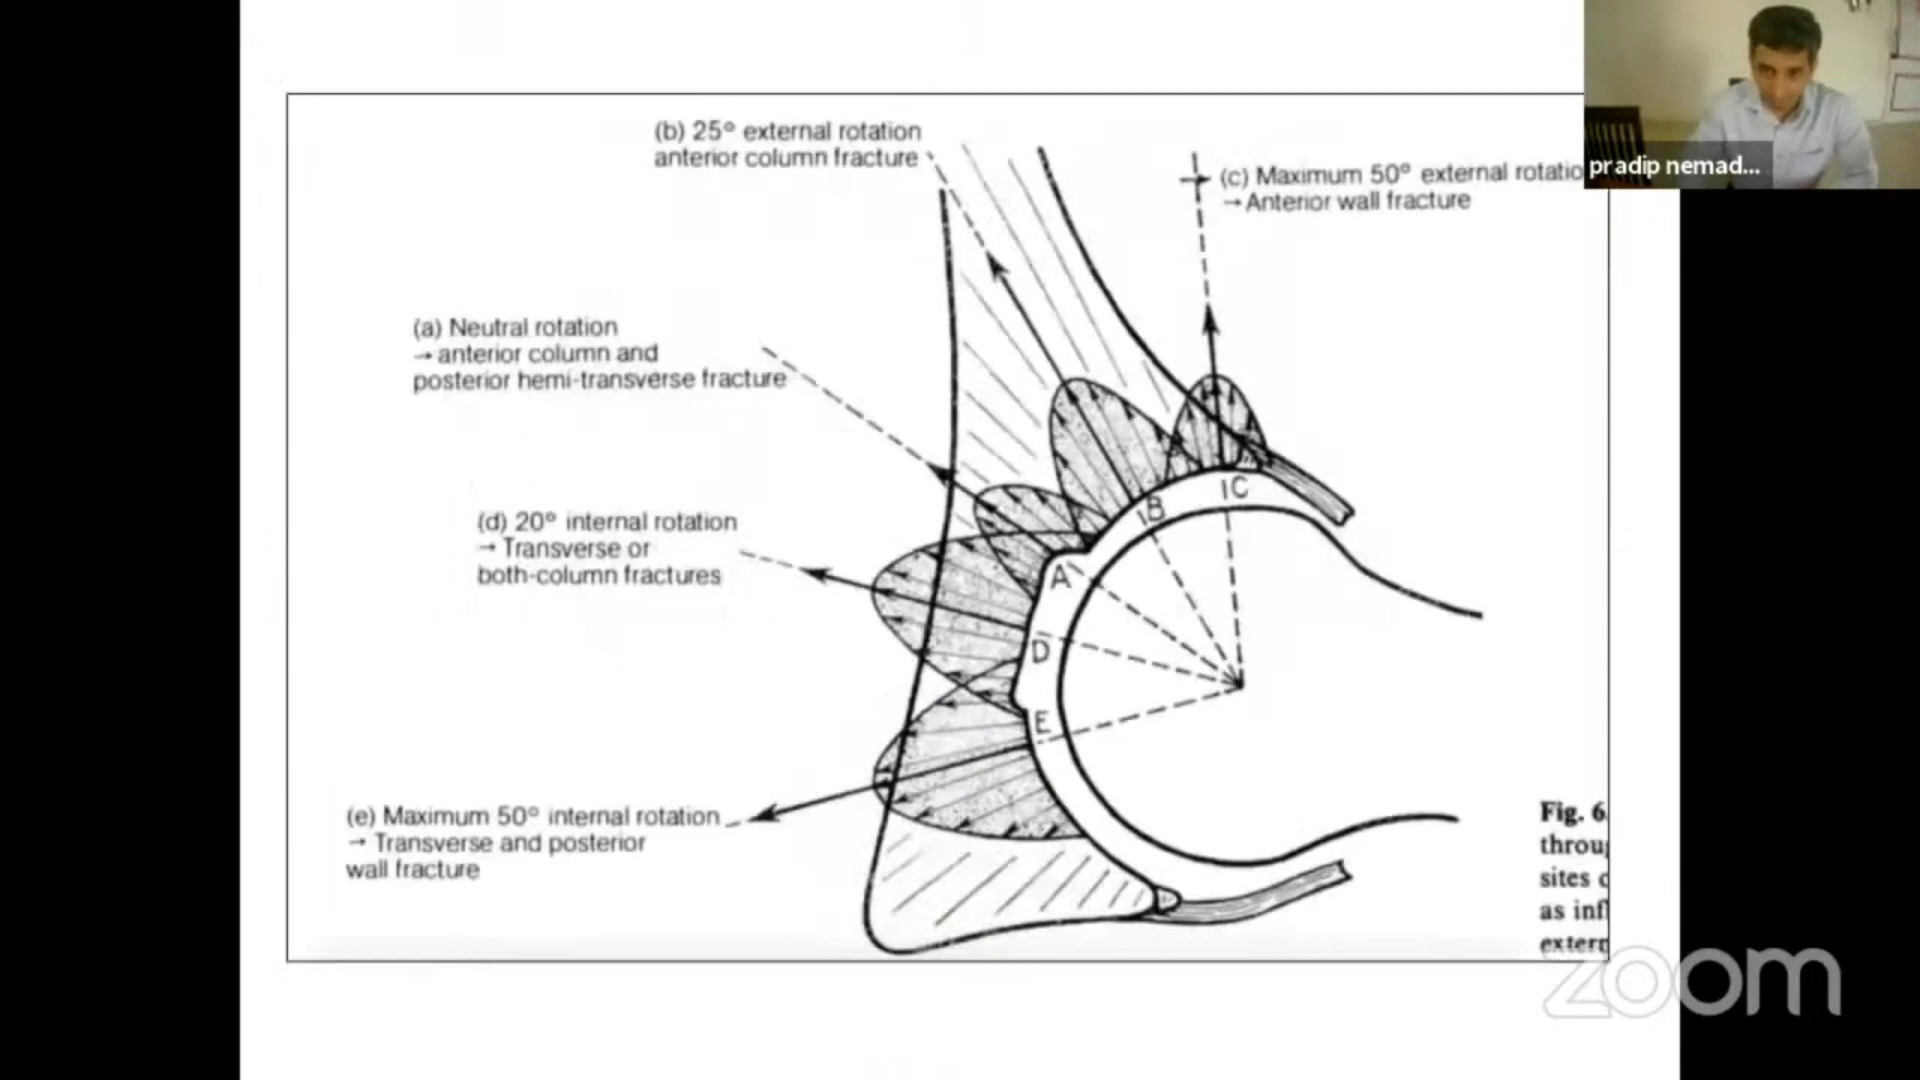 (b) 25° external rotation
anterior column fracture
(c) Maximum 50° external rotatio
→ Anterior wall fracture
pradip nemad...
(a) Neutral rotation
→ anterior column and
posterior hemi-transverse fracture
(d) 20° internal rotation
→ Transverse or
both-column fractures
(e) Maximum 50° internal rotation
→ Transverse and posterior
wall fracture
C
B
A
D
E
Fig. 6
throu
sites
as inf
extern
zoom